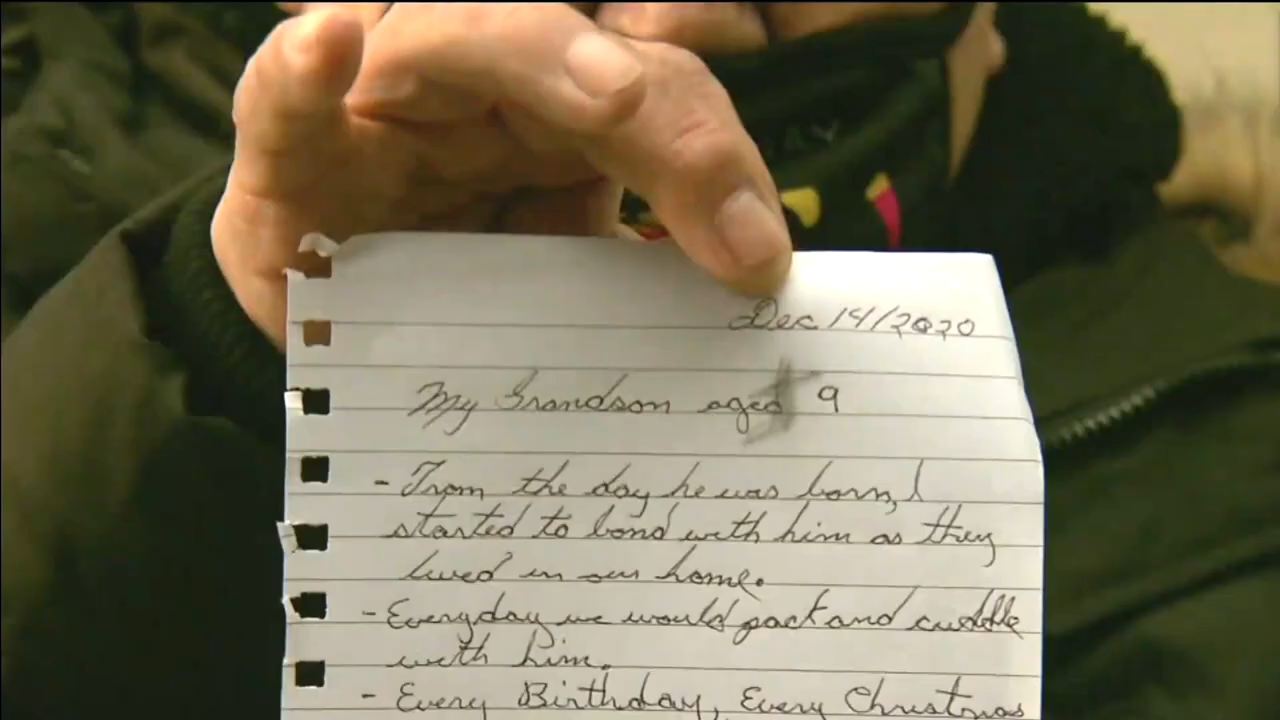 Dec 14/2020
My Grandson aged 9
- From the day he was born, I
started to bond with him as they
lived in our home.
- Everyday we would pack and cuddle
with him.
- Every Birthday, Every Christmas